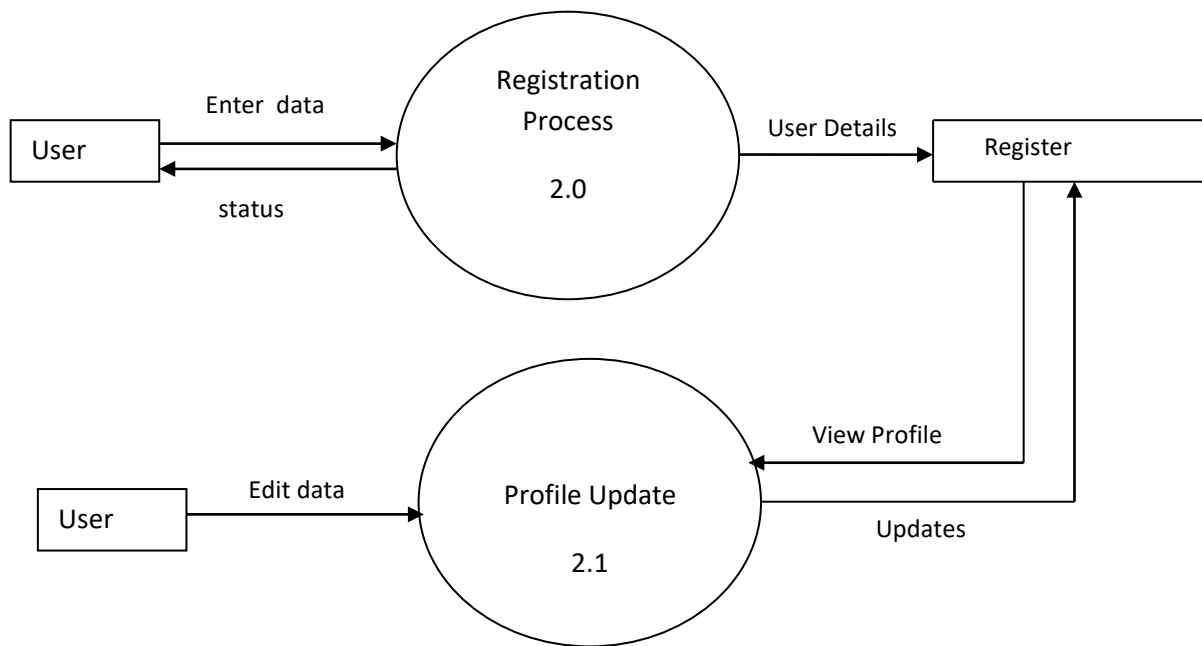 Registration
Process
2.0
Enter data
User
status
User Details
Register
View Profile
Edit data
User
Profile Update
2.1
Updates